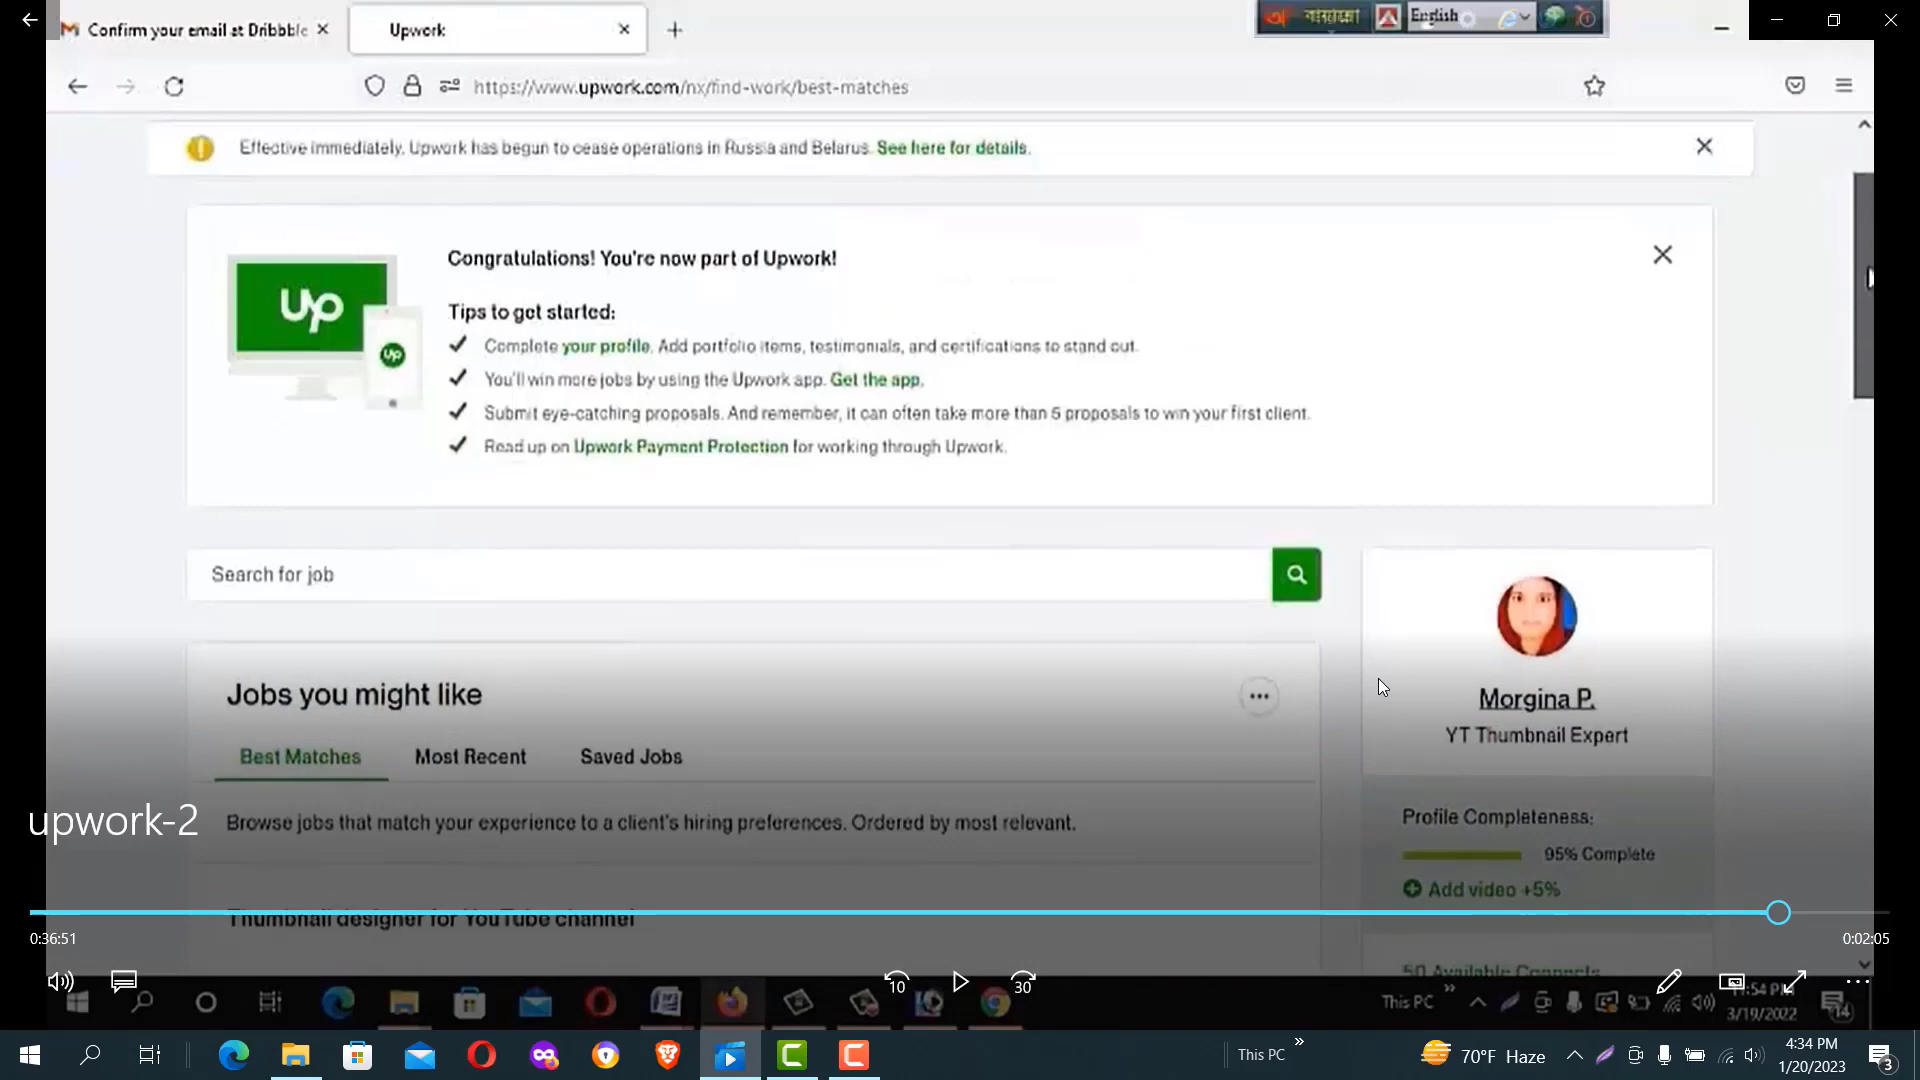 Confirm your email at Dribbble
Upwork
বাংলা
English
https://www.upwork.com/nx/find-work/best-matches
Effective immediately, Upwork has begun to cease operations in Russia and Belarus. See here for details.
up
up
Congratulations! You're now part of Upwork!
Tips to get started:
Complete your profile. Add portfolio items, testimonials, and certifications to stand out.
You'll win more jobs by using the Upwork app. Get the app.
Submit eye-catching proposals. And remember, it can often take more than 5 proposals to win your first client.
Read up on Upwork Payment Protection for working through Upwork.
Search for job
Jobs you might like
Morgina P.
YT Thumbnail Expert
Best Matches Most Recent Saved Jobs
upwork-2
Browse jobs that match your experience to a client's hiring preferences. Ordered by most relevant.
Profile Completeness:
95% Complete
Add video +5%
Thumbnail designer for YouTube channel
0:36:51
0:02:05
50 Available Connects
10
30
This PC
11:54 PM
3/19/2022
14
This PC
70°F Haze
4:34 PM
1/20/2023
3